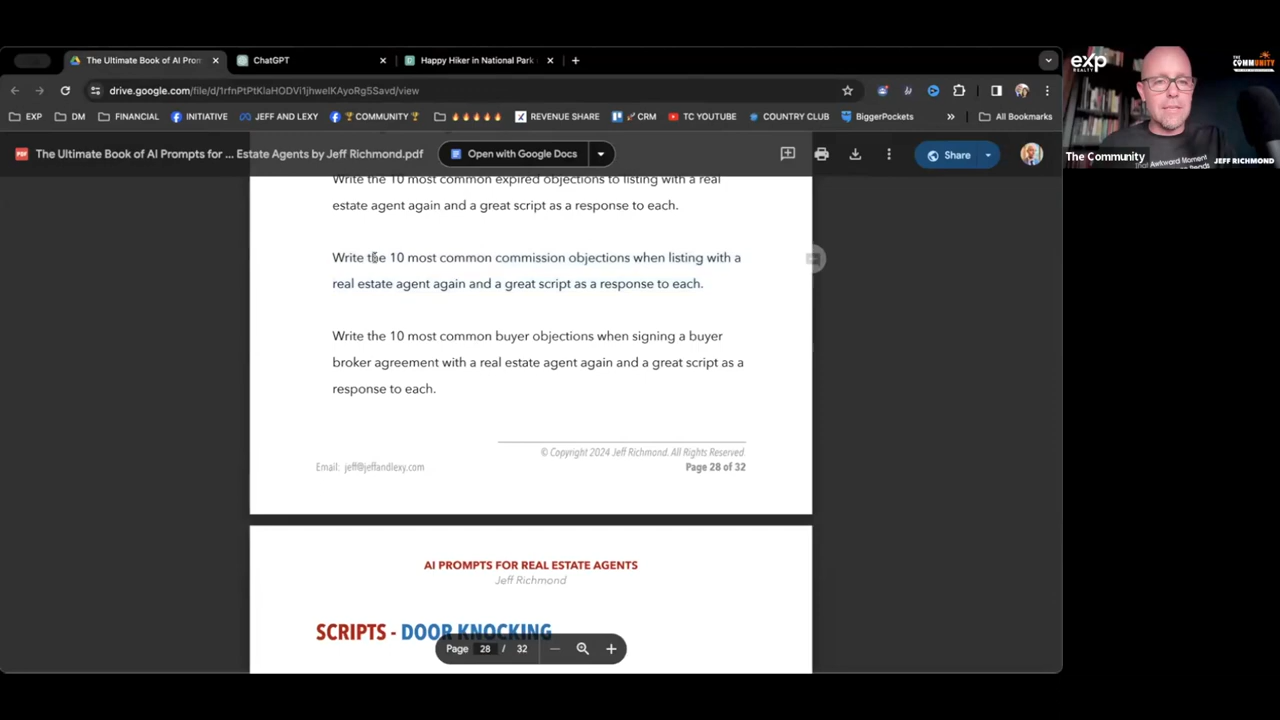 The Ultimate Book of AI Prom
ChatGPT
Happy Hiker in National Park
drive.google.com/file/d/1rfnPtPtKlaHODVi1jhwelKAyoRg5Savd/view
EXP
DM
FINANCIAL
INITIATIVE
JEFF AND LEXY
COMMUNITY
REVENUE SHARE
CRM
TC YOUTUBE
COUNTRY CLUB
BiggerPockets
»
All Bookmarks
The Ultimate Book of AI Prompts for ... Estate Agents by Jeff Richmond.pdf
Open with Google Docs
Share
Write the 10 most common expired objections to listing with a real
estate agent again and a great script as a response to each.
Write the 10 most common commission objections when listing with a
real estate agent again and a great script as a response to each.
Write the 10 most common buyer objections when signing a buyer
broker agreement with a real estate agent again and a great script as a
response to each.
© Copyright 2024 Jeff Richmond. All Rights Reserved.
Email: jeff@jeffandlexy.com
Page 28 of 32
AI PROMPTS FOR REAL ESTATE AGENTS
Jeff Richmond
SCRIPTS - DOOR KNOCKING
Page 28 / 32
exp
REALTY
THE
COMMUNITY
The Community
Awkward Moment
JEFF RICHMOND